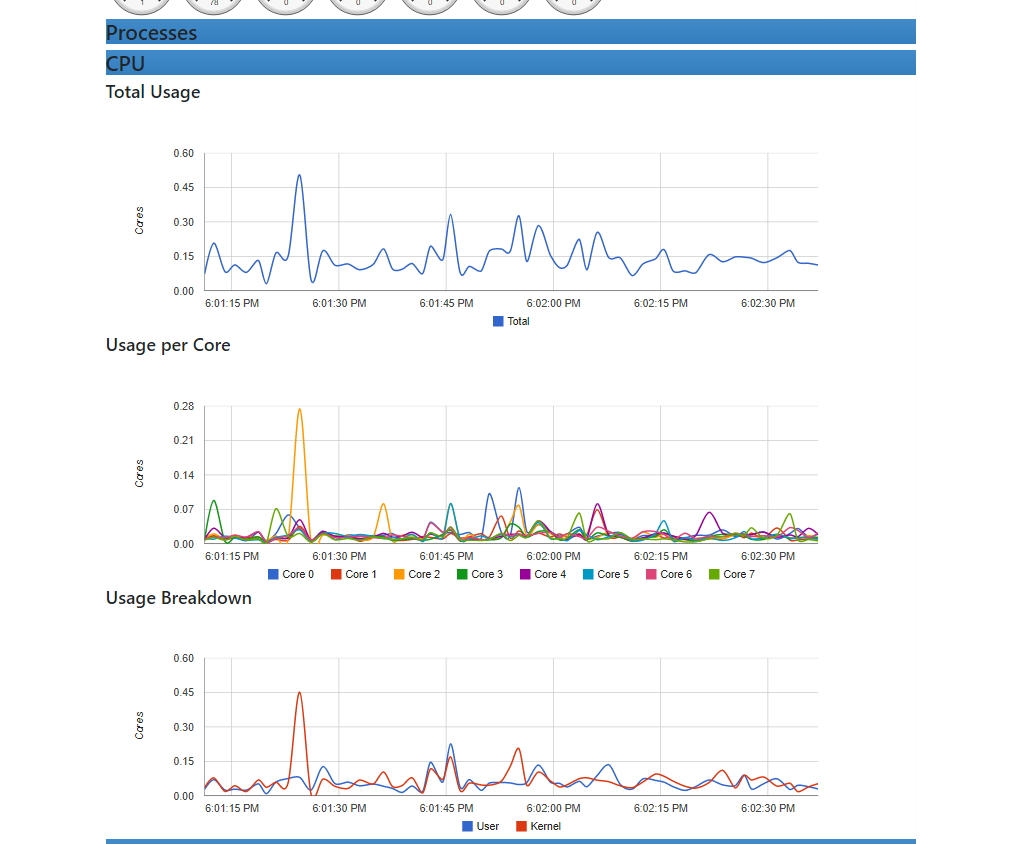 1 78 0 0 0 0 0
Processes
CPU
Total Usage
0.60
0.45
0.30
0.15
0.00
Cores
6:01:15 PM 6:01:30 PM 6:01:45 PM 6:02:00 PM 6:02:15 PM 6:02:30 PM
Total
Usage per Core
0.28
0.21
0.14
0.07
0.00
Cores
6:01:15 PM 6:01:30 PM 6:01:45 PM 6:02:00 PM 6:02:15 PM 6:02:30 PM
Core 0 Core 1 Core 2 Core 3 Core 4 Core 5 Core 6 Core 7
Usage Breakdown
0.60
0.45
0.30
0.15
0.00
Cores
6:01:15 PM 6:01:30 PM 6:01:45 PM 6:02:00 PM 6:02:15 PM 6:02:30 PM
User Kernel